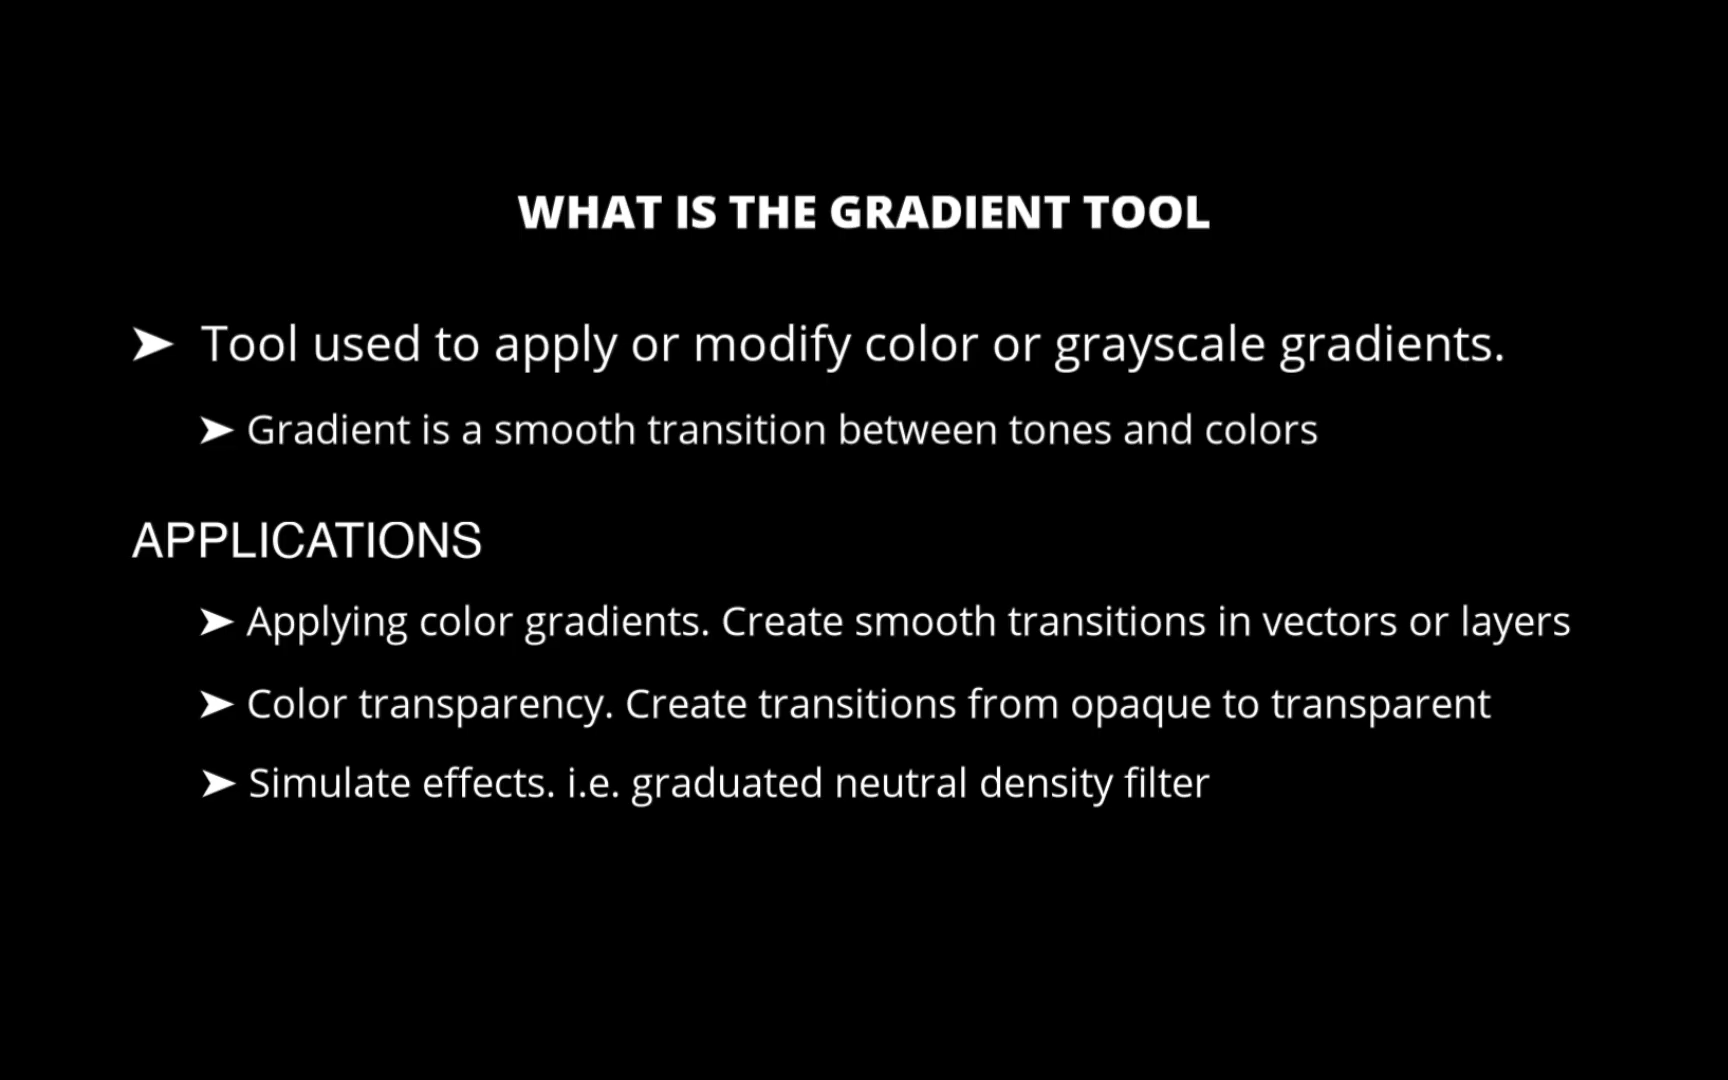 WHAT IS THE GRADIENT TOOL
➤ Tool used to apply or modify color or grayscale gradients.
➤ Gradient is a smooth transition between tones and colors
APPLICATIONS
➤ Applying color gradients. Create smooth transitions in vectors or layers
➤ Color transparency. Create transitions from opaque to transparent
➤ Simulate effects. i.e. graduated neutral density filter